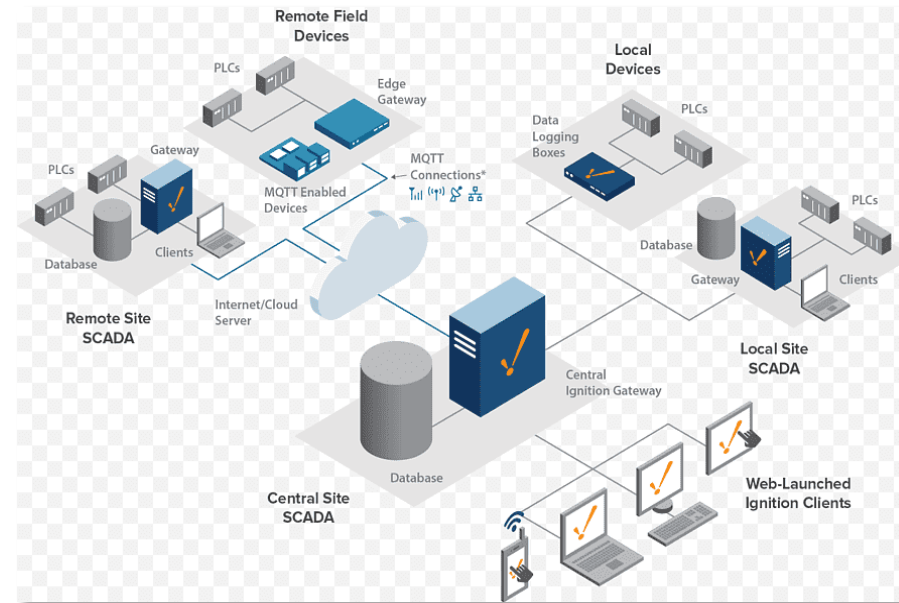 Remote Field
Devices
PLCs
Edge
Gateway
MQTT Enabled
Devices
MQTT
Connections*
Local
Devices
Data
Logging
Boxes
PLCs
PLCs
Gateway
Database
Clients
Remote Site
SCADA
Internet/Cloud
Server
PLCs
Database
Gateway
Clients
Local Site
SCADA
Central
Ignition Gateway
Database
Central Site
SCADA
Web-Launched
Ignition Clients